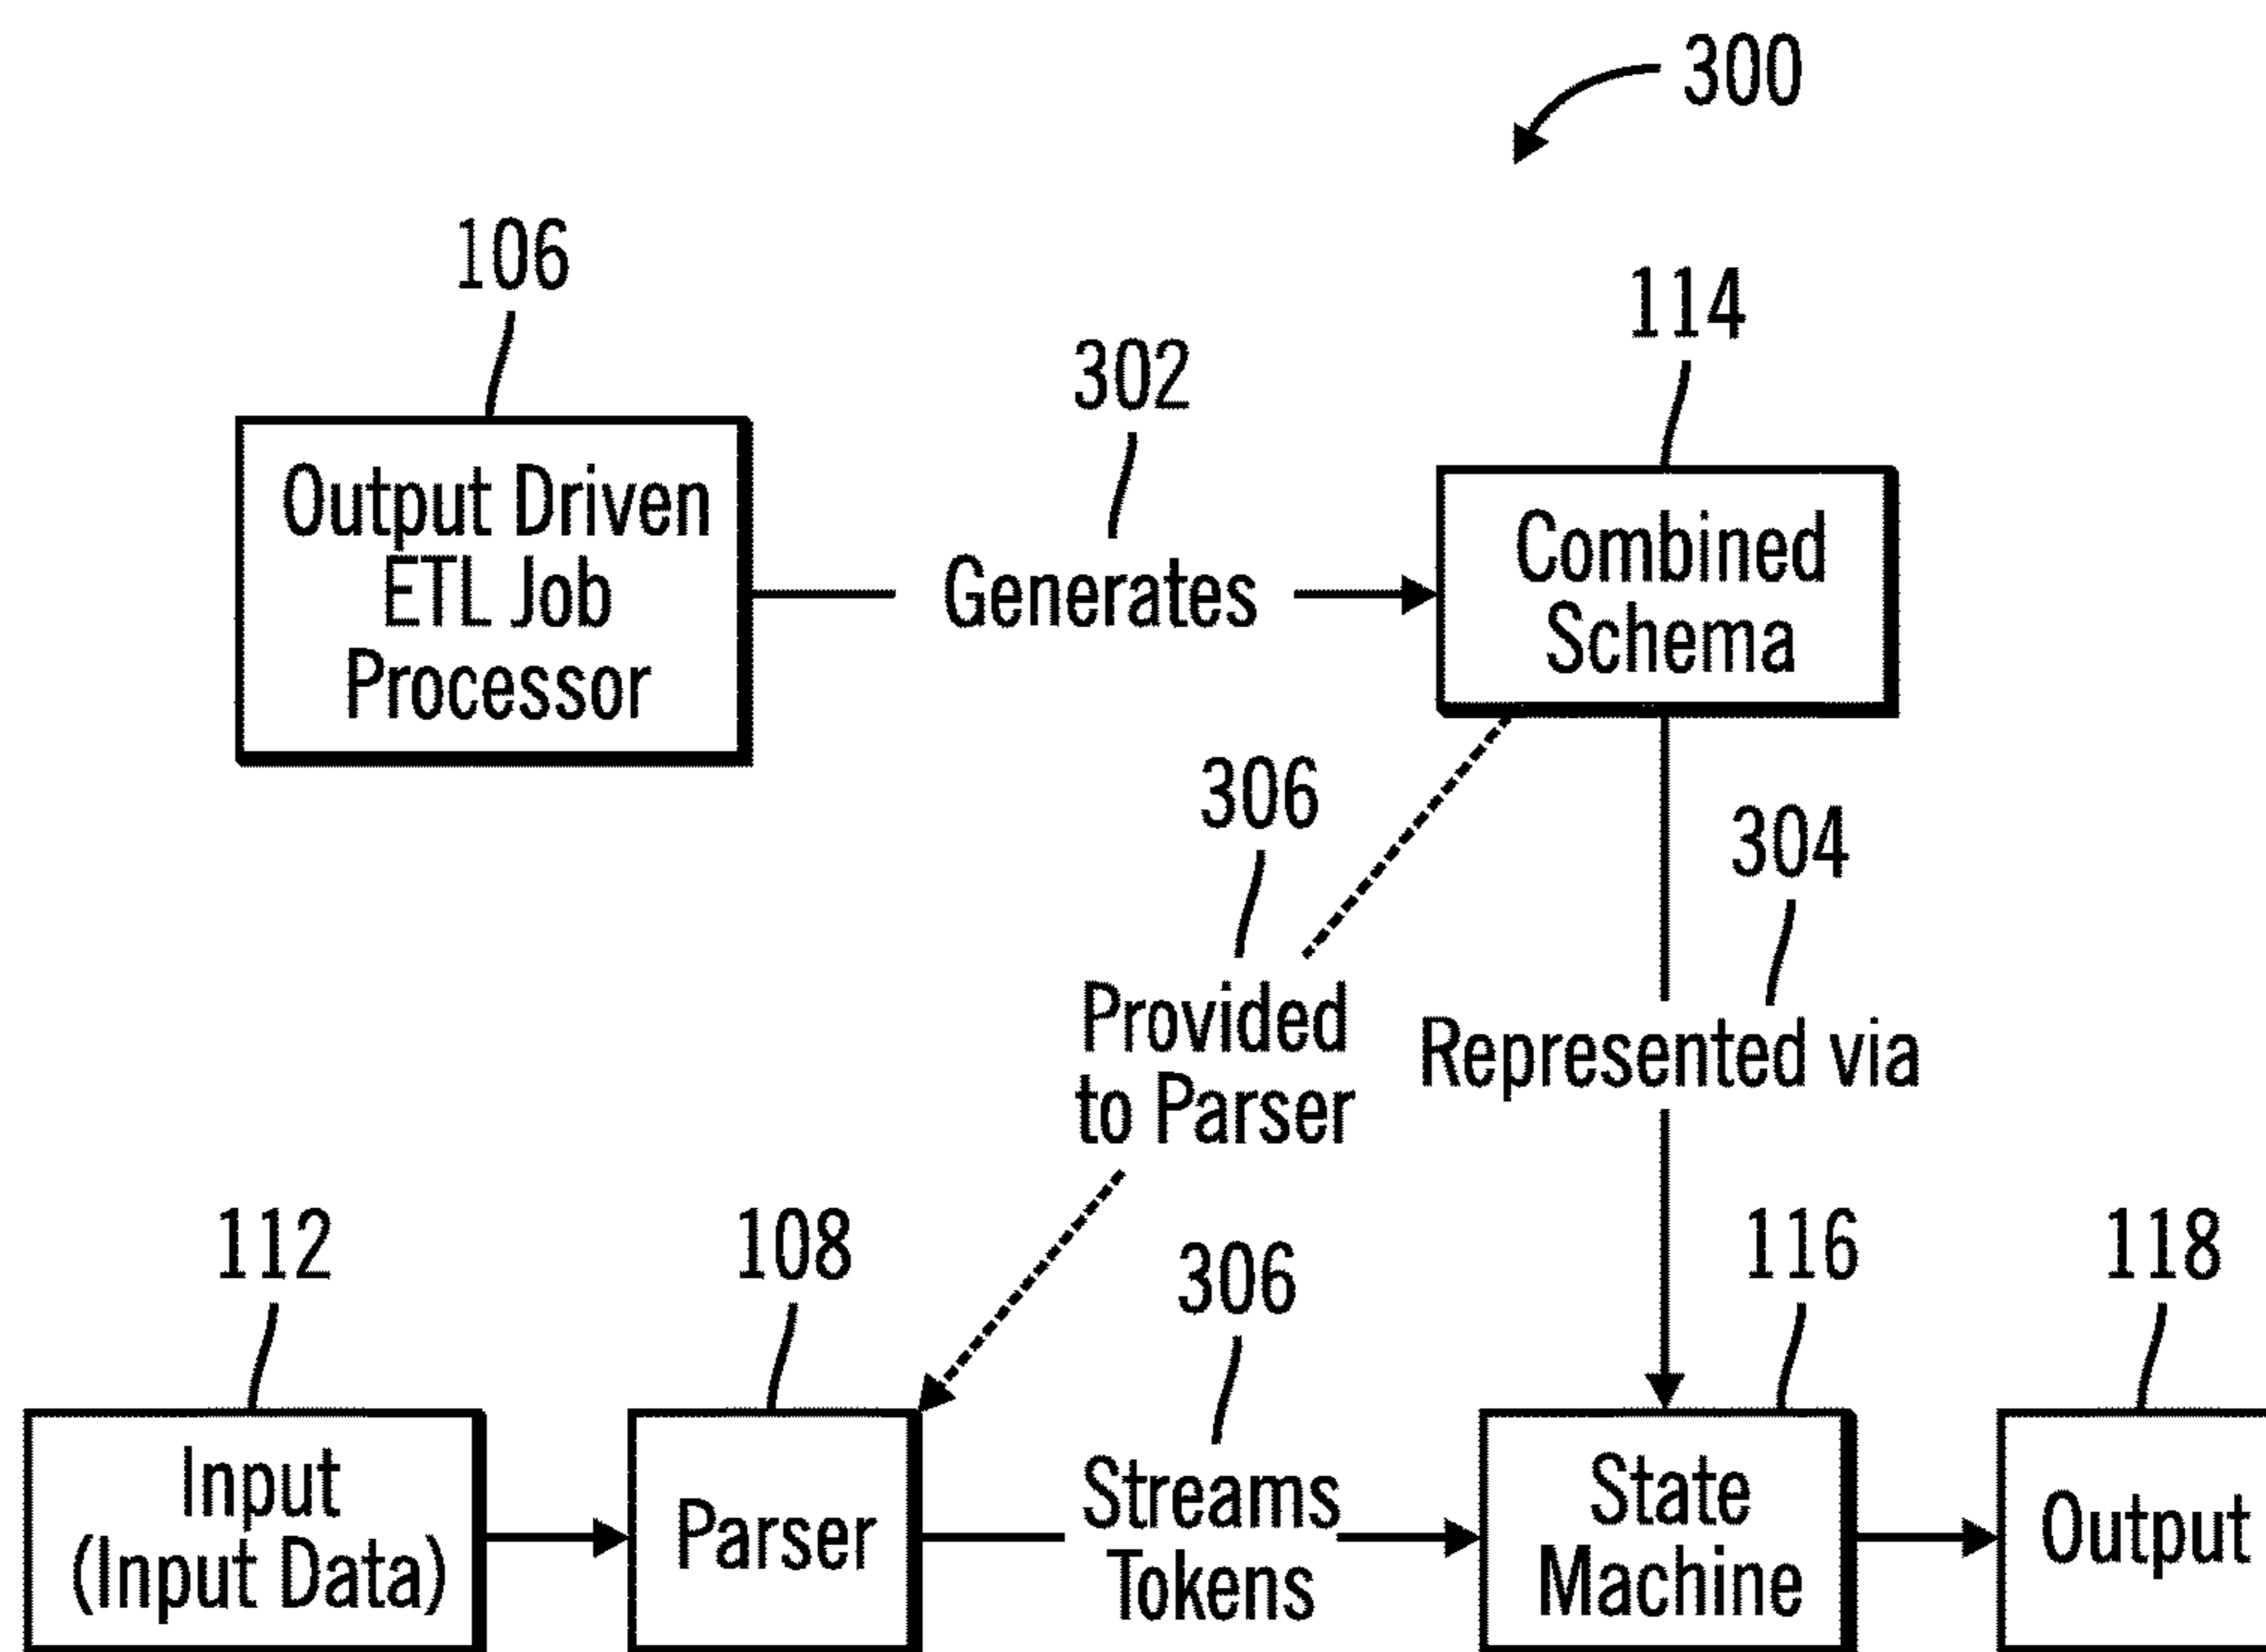 300
106
114
302
Output Driven
ETL Job
Processor
Generates
Combined
Schema
306
304
Provided
to Parser
Represented via
112
108
306
116
118
Input
(Input Data)
Parser
Streams
Tokens
State
Machine
Output